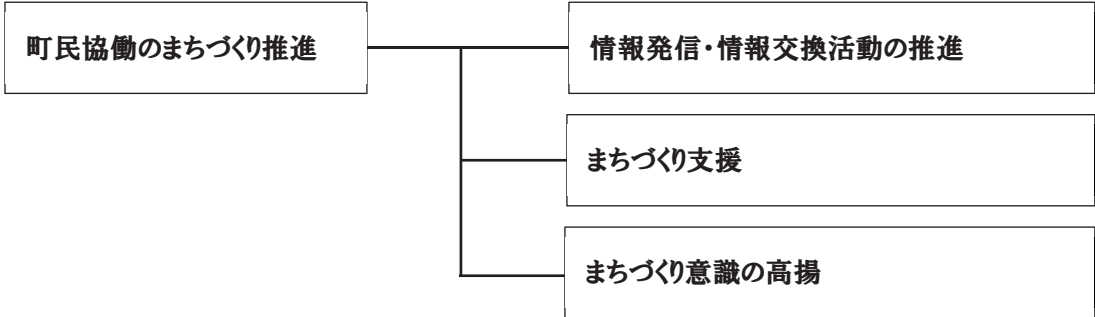 町民協働のまちづくり推進
情報発信・情報交換活動の推進
まちづくり支援
まちづくり意識の高揚